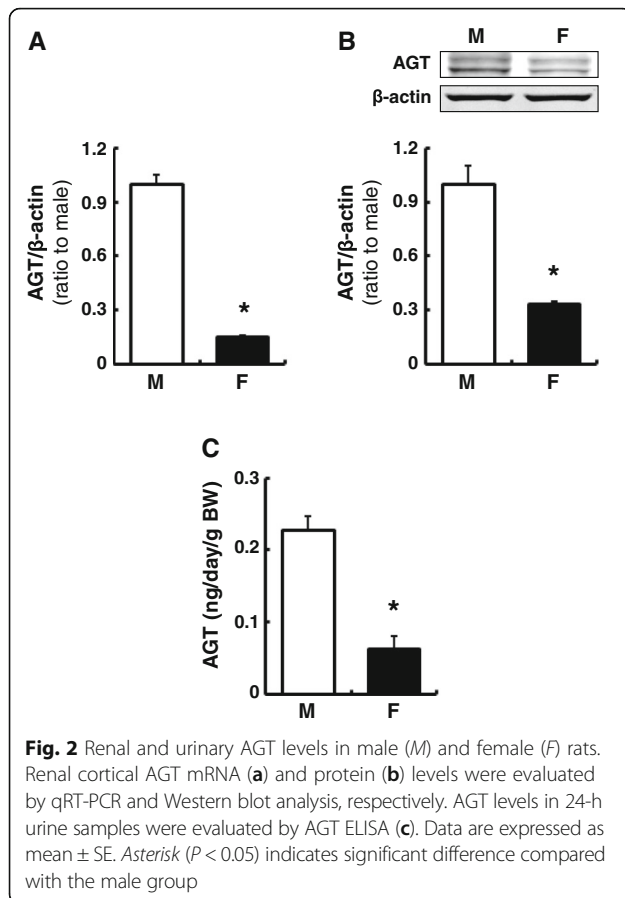 A
B
M F
AGT
β-actin
AGT/β-actin
(ratio to male)
1.2
0.9
0.6
0.3
0
*
M F
AGT/β-actin
(ratio to male)
1.2
0.9
0.6
0.3
0
*
M F
C
AGT (ng/day/g BW)
0.3
0.2
0.1
0
*
M F
Fig. 2 Renal and urinary AGT levels in male (M) and female (F) rats.
Renal cortical AGT mRNA (a) and protein (b) levels were evaluated
by qRT-PCR and Western blot analysis, respectively. AGT levels in 24-h
urine samples were evaluated by AGT ELISA (c). Data are expressed as
mean ± SE. Asterisk (P < 0.05) indicates significant difference compared
with the male group